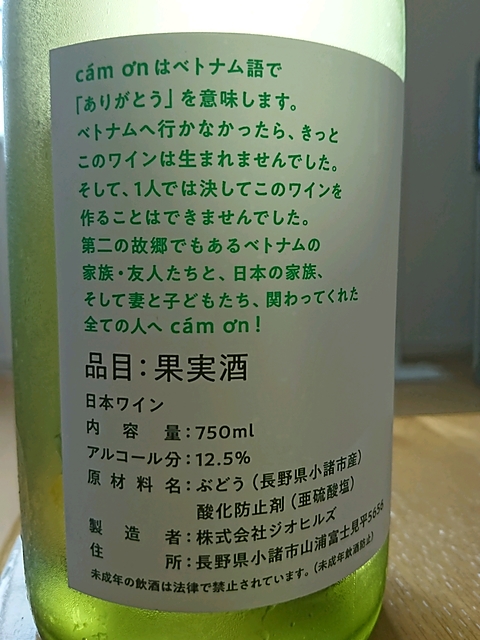 cám ơnはベトナム語で
「ありがとう」を意味します。
ベトナムへ行かなかったら、きっと
このワインは生まれませんでした。
そして、1人では決してこのワインを
作ることはできませんでした。
第二の故郷でもあるベトナムの
家族・友人たちと、日本の家族、
そして妻と子どもたち、関わってくれた
全ての人へ cám ơn!
品目:果実酒
日本ワイン
内容量:750ml
アルコール分:12.5%
原材料名:ぶどう(長野県小諸市産)
酸化防止剤(亜硫酸塩)
製造者:株式会社ジオヒルズ
住所:長野県小諸市山浦富士見平5656
未成年の飲酒は法律で禁止されています。(未成年飲酒防止)